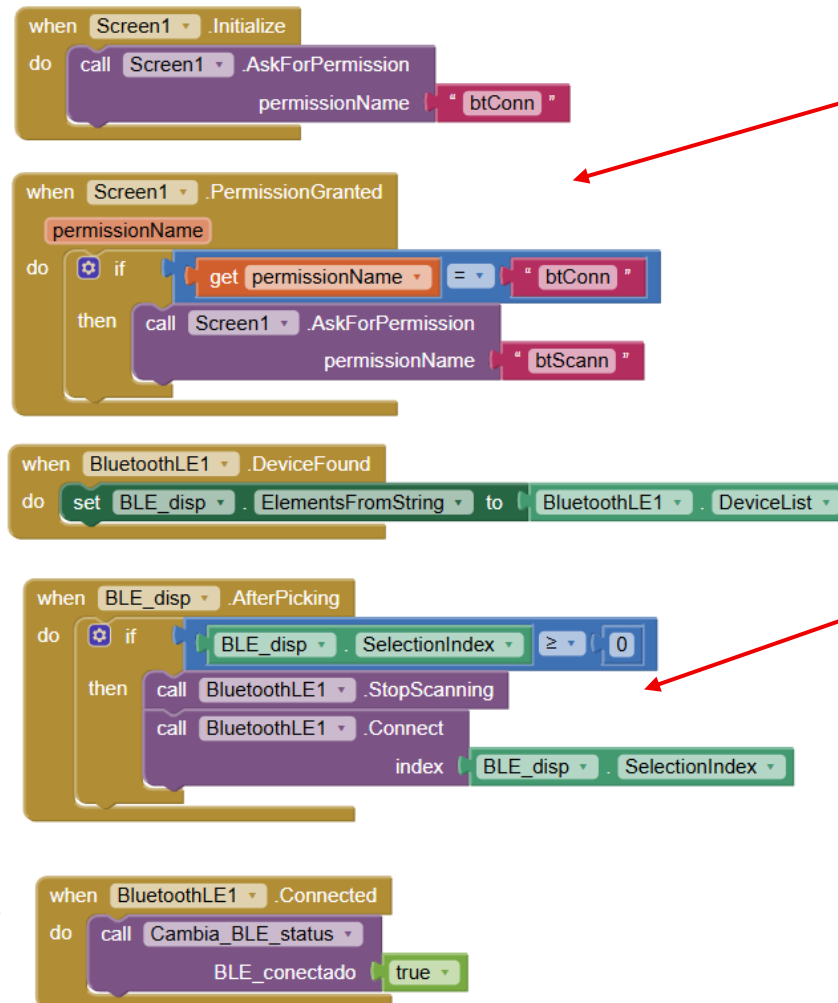 when Screen1 .Initialize
do call Screen1 .AskForPermission
permissionName " btConn "
when Screen1 .PermissionGranted
permissionName
do if get permissionName = " btConn "
then call Screen1 .AskForPermission
permissionName " btScann "
when BluetoothLE1 .DeviceFound
do set BLE_disp . ElementsFromString to BluetoothLE1 . DeviceList
when BLE_disp .AfterPicking
do if BLE_disp . SelectionIndex ≥ 0
then call BluetoothLE1 .StopScanning
call BluetoothLE1 .Connect
index BLE_disp . SelectionIndex
when BluetoothLE1 .Connected
do call Cambia_BLE_status
BLE_conectado true